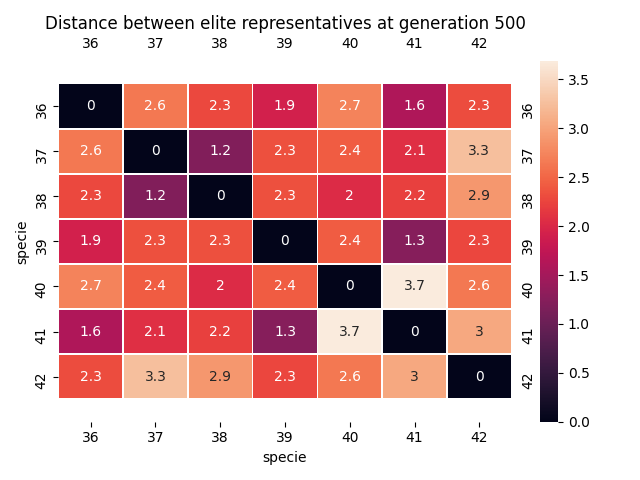 Distance between elite representatives at generation 500
36 37 38 39 40 41 42
36 0 2.6 2.3 1.9 2.7 1.6 2.3 36
37 2.6 0 1.2 2.3 2.4 2.1 3.3 37
38 2.3 1.2 0 2.3 2 2.2 2.9 38
specie
39 1.9 2.3 2.3 0 2.4 1.3 2.3 39
40 2.7 2.4 2 2.4 0 3.7 2.6 40
41 1.6 2.1 2.2 1.3 3.7 0 3 41
42 2.3 3.3 2.9 2.3 2.6 3 0 42
36 37 38 39 40 41 42
specie
3.5
3.0
2.5
2.0
1.5
1.0
0.5
0.0